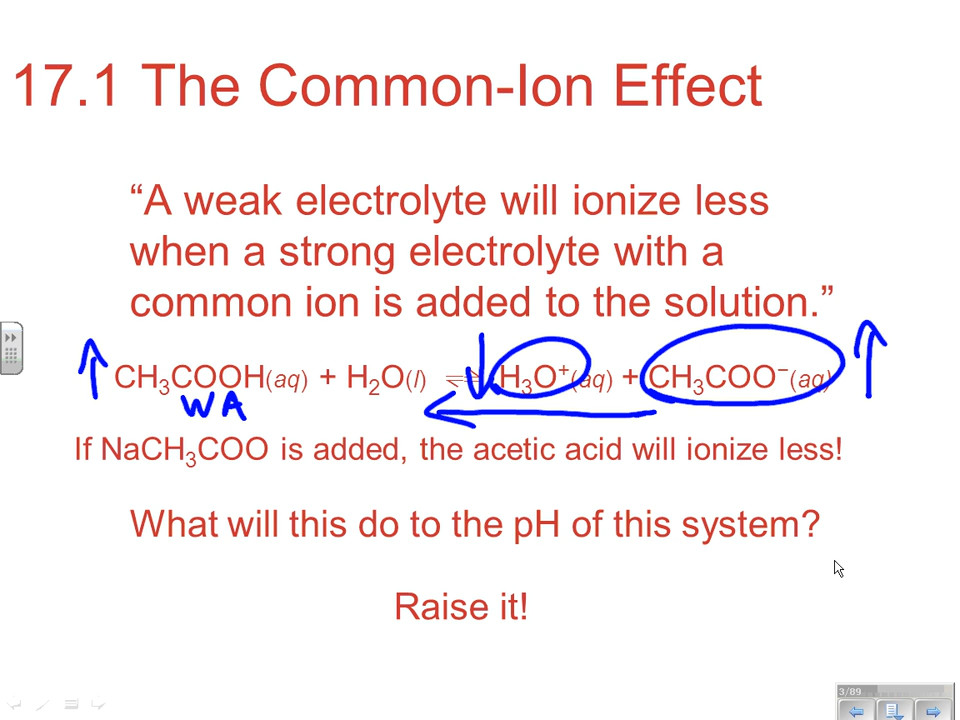 17.1 The Common-Ion Effect
“A weak electrolyte will ionize less
when a strong electrolyte with a
common ion is added to the solution.”
CH₃COOH(aq) + H₂O(l) ⇌ H₃O⁺(aq) + CH₃COO⁻(aq)
WA
If NaCH₃COO is added, the acetic acid will ionize less!
What will this do to the pH of this system?
Raise it!
3/89